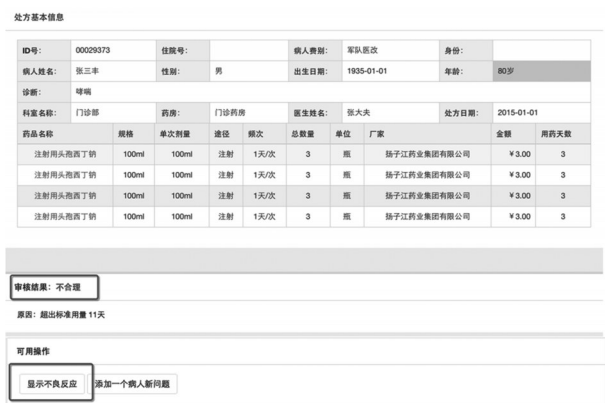 处方基本信息
ID号: 00029373 住院号: 病人费别: 军队医改 身份:
病人姓名: 张三丰 性别: 男 出生日期: 1935-01-01 年龄: 80岁
诊断: 哮喘
科室名称: 门诊部 药房: 门诊药房 医生姓名: 张大夫 处方日期: 2015-01-01
药品名称 规格 单次剂量 途径 频次 总数量 单位 厂家 金额 用药天数
注射用头孢西丁钠 100ml 100ml 注射 1天/次 3 瓶 扬子江药业集团有限公司 ¥3.00 3
注射用头孢西丁钠 100ml 100ml 注射 1天/次 3 瓶 扬子江药业集团有限公司 ¥3.00 3
注射用头孢西丁钠 100ml 100ml 注射 1天/次 3 瓶 扬子江药业集团有限公司 ¥3.00 3
注射用头孢西丁钠 100ml 100ml 注射 1天/次 3 瓶 扬子江药业集团有限公司 ¥3.00 3
审核结果: 不合理
原因: 超出标准用量 11天
可用操作
显示不良反应 添加一个病人新问题